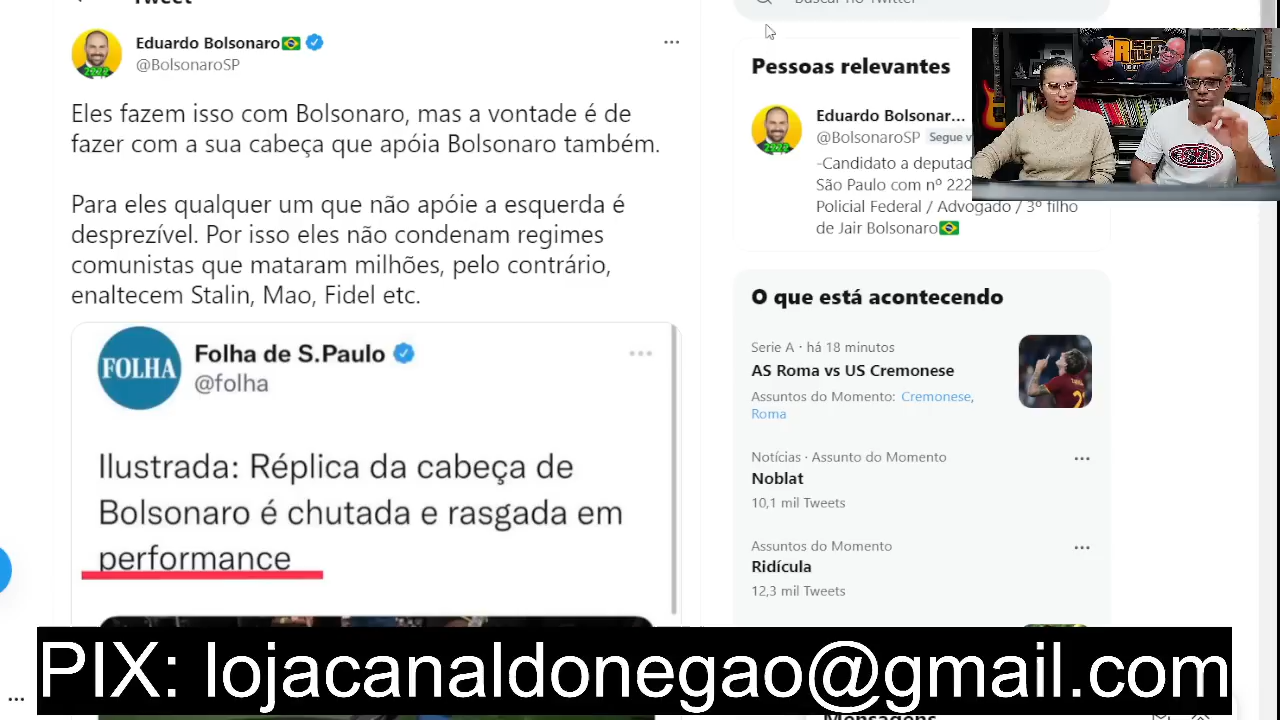 Tweet
Eduardo Bolsonaro🇧🇷
@BolsonaroSP
Eles fazem isso com Bolsonaro, mas a vontade é de
fazer com a sua cabeça que apóia Bolsonaro também.
Para eles qualquer um que não apóie a esquerda é
desprezível. Por isso eles não condenam regimes
comunistas que mataram milhões, pelo contrário,
enaltecem Stalin, Mao, Fidel etc.
FOLHA
Folha de S.Paulo
@folha
Ilustrada: Réplica da cabeça de
Bolsonaro é chutada e rasgada em
performance
Buscar no Twitter
Pessoas relevantes
Eduardo Bolsonar...
@BolsonaroSP Segue v
-Candidato a deputad
São Paulo com nº 222
Policial Federal / Advogado / 3º filho
de Jair Bolsonaro🇧🇷
O que está acontecendo
Serie A · há 18 minutos
AS Roma vs US Cremonese
Assuntos do Momento: Cremonese,
Roma
Notícias · Assunto do Momento
Noblat
10,1 mil Tweets
Assuntos do Momento
Ridícula
12,3 mil Tweets
Mensagens
PIX: lojacanaldonegao@gmail.com